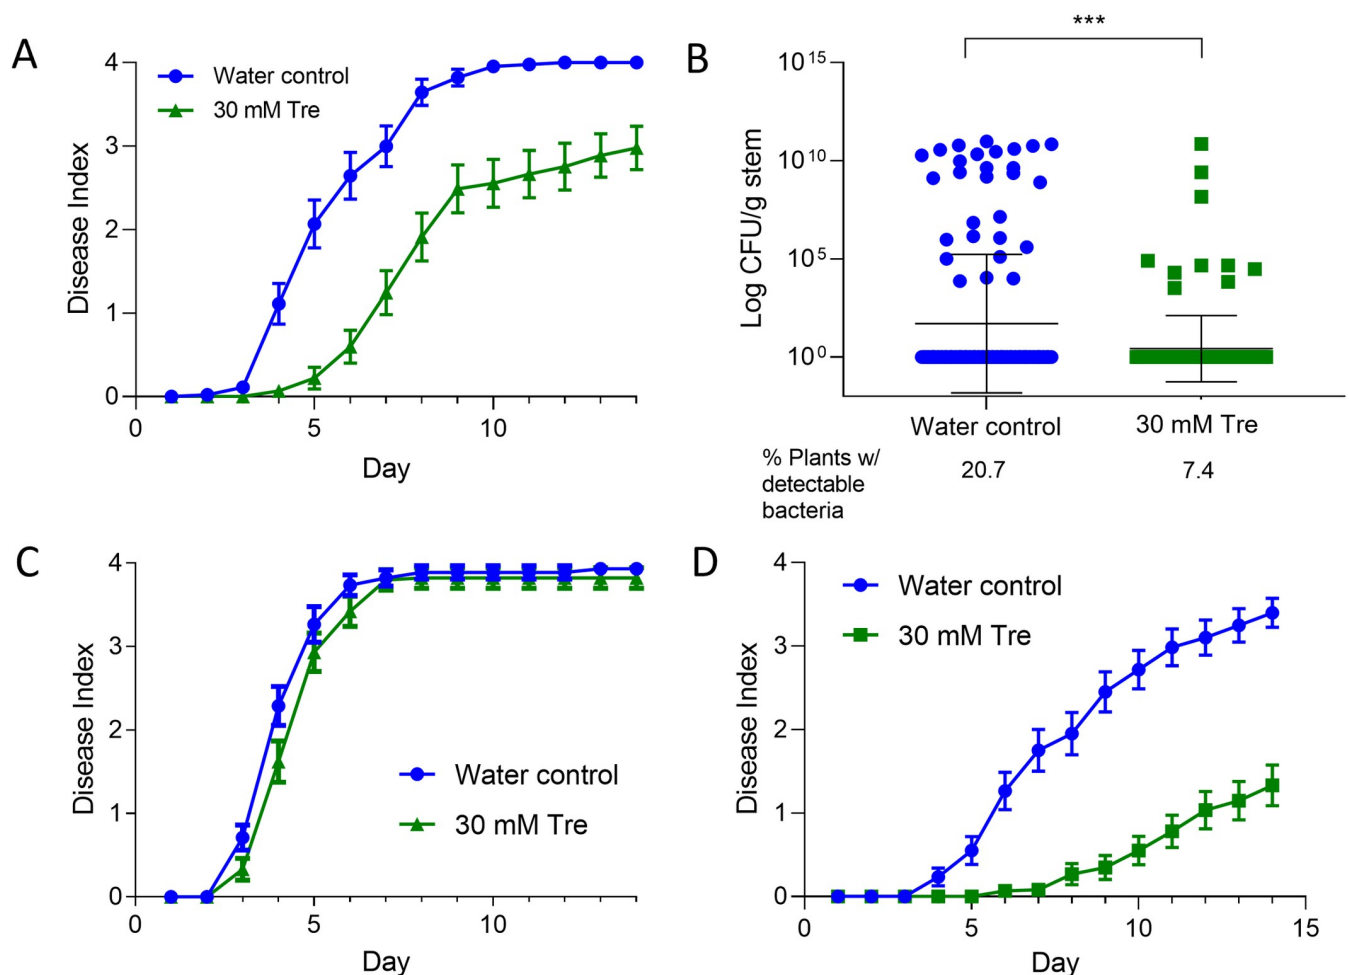 A
Water control
30 mM Tre
Disease Index
4
3
2
1
0
0
5
10
Day
B
***
Log CFU/g stem
10¹⁵
10¹⁰
10⁵
10⁰
Water control
30 mM Tre
% Plants w/
detectable
bacteria
20.7
7.4
C
Disease Index
4
3
2
1
0
Water control
30 mM Tre
0
5
10
Day
D
Water control
30 mM Tre
Disease Index
4
3
2
1
0
0
5
10
15
Day